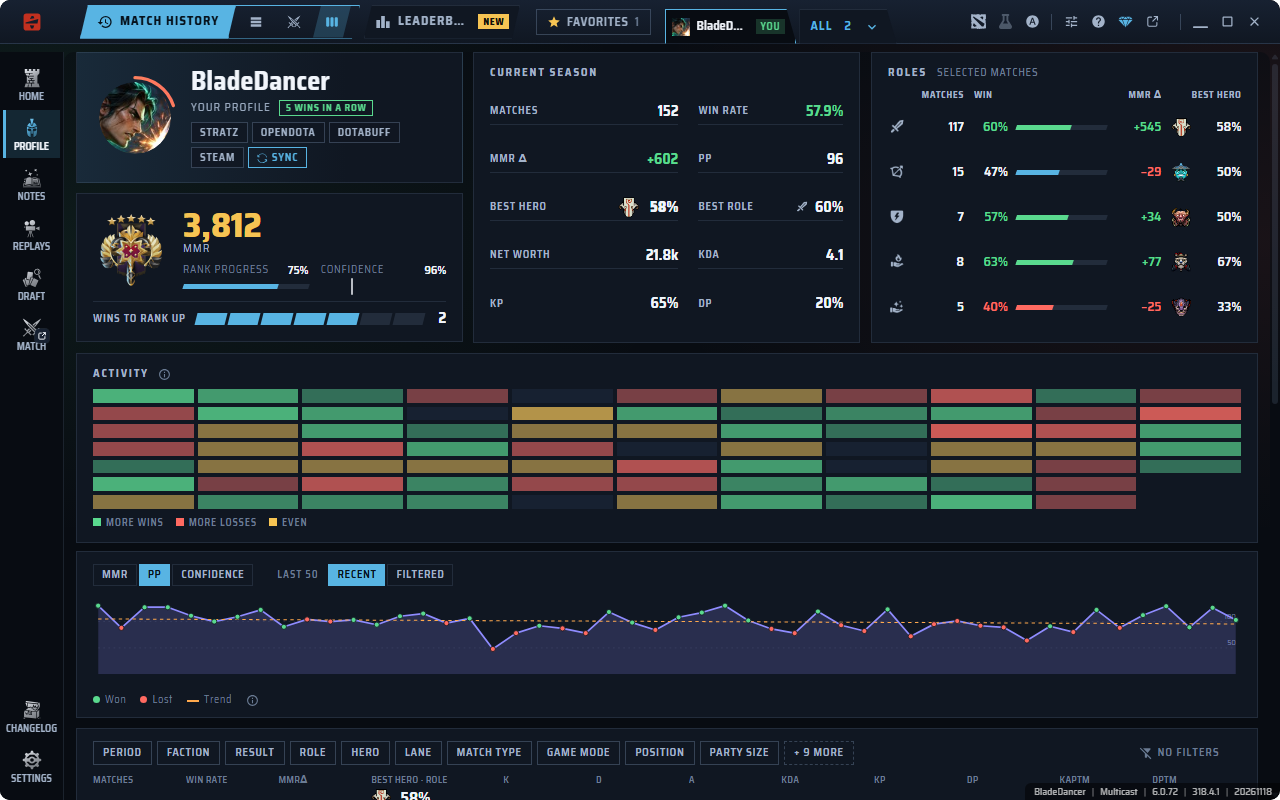 MATCH HISTORY
LEADERB... NEW
FAVORITES 1
BladeD... YOU
ALL 2
A
HOME
PROFILE
NOTES
REPLAYS
DRAFT
MATCH
CHANGELOG
SETTINGS
BladeDancer
YOUR PROFILE 5 WINS IN A ROW
STRATZ OPENDOTA DOTABUFF
STEAM SYNC
3,812
MMR
RANK PROGRESS 75% CONFIDENCE 96%
WINS TO RANK UP 2
CURRENT SEASON
MATCHES 152 WIN RATE 57.9%
MMR Δ +602 PP 96
BEST HERO 58% BEST ROLE 60%
NET WORTH 21.8k KDA 4.1
KP 65% DP 20%
ROLES SELECTED MATCHES
MATCHES WIN MMR Δ BEST HERO
117 60% +545 58%
15 47% −29 50%
7 57% +34 50%
8 63% +77 67%
5 40% −25 33%
ACTIVITY
MORE WINS MORE LOSSES EVEN
MMR PP CONFIDENCE LAST 50 RECENT FILTERED
50
Won Lost Trend
PERIOD FACTION RESULT ROLE HERO LANE MATCH TYPE GAME MODE POSITION PARTY SIZE + 9 MORE NO FILTERS
MATCHES WIN RATE MMRΔ BEST HERO · ROLE K D A KDA KP DP KAPTM DPTM
58%
BladeDancer | Multicast | 6.0.72 | 318.4.1 | 20261118